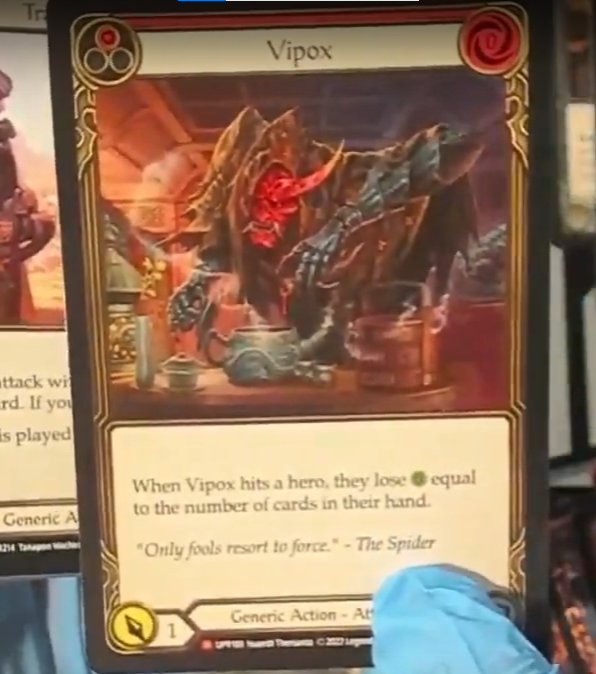 Vipox
0
When Vipox hits a hero, they lose equal
to the number of cards in their hand.
"Only fools resort to force." - The Spider
1
Generic Action - At
ttack wi
rd. If you
is played
Generic A